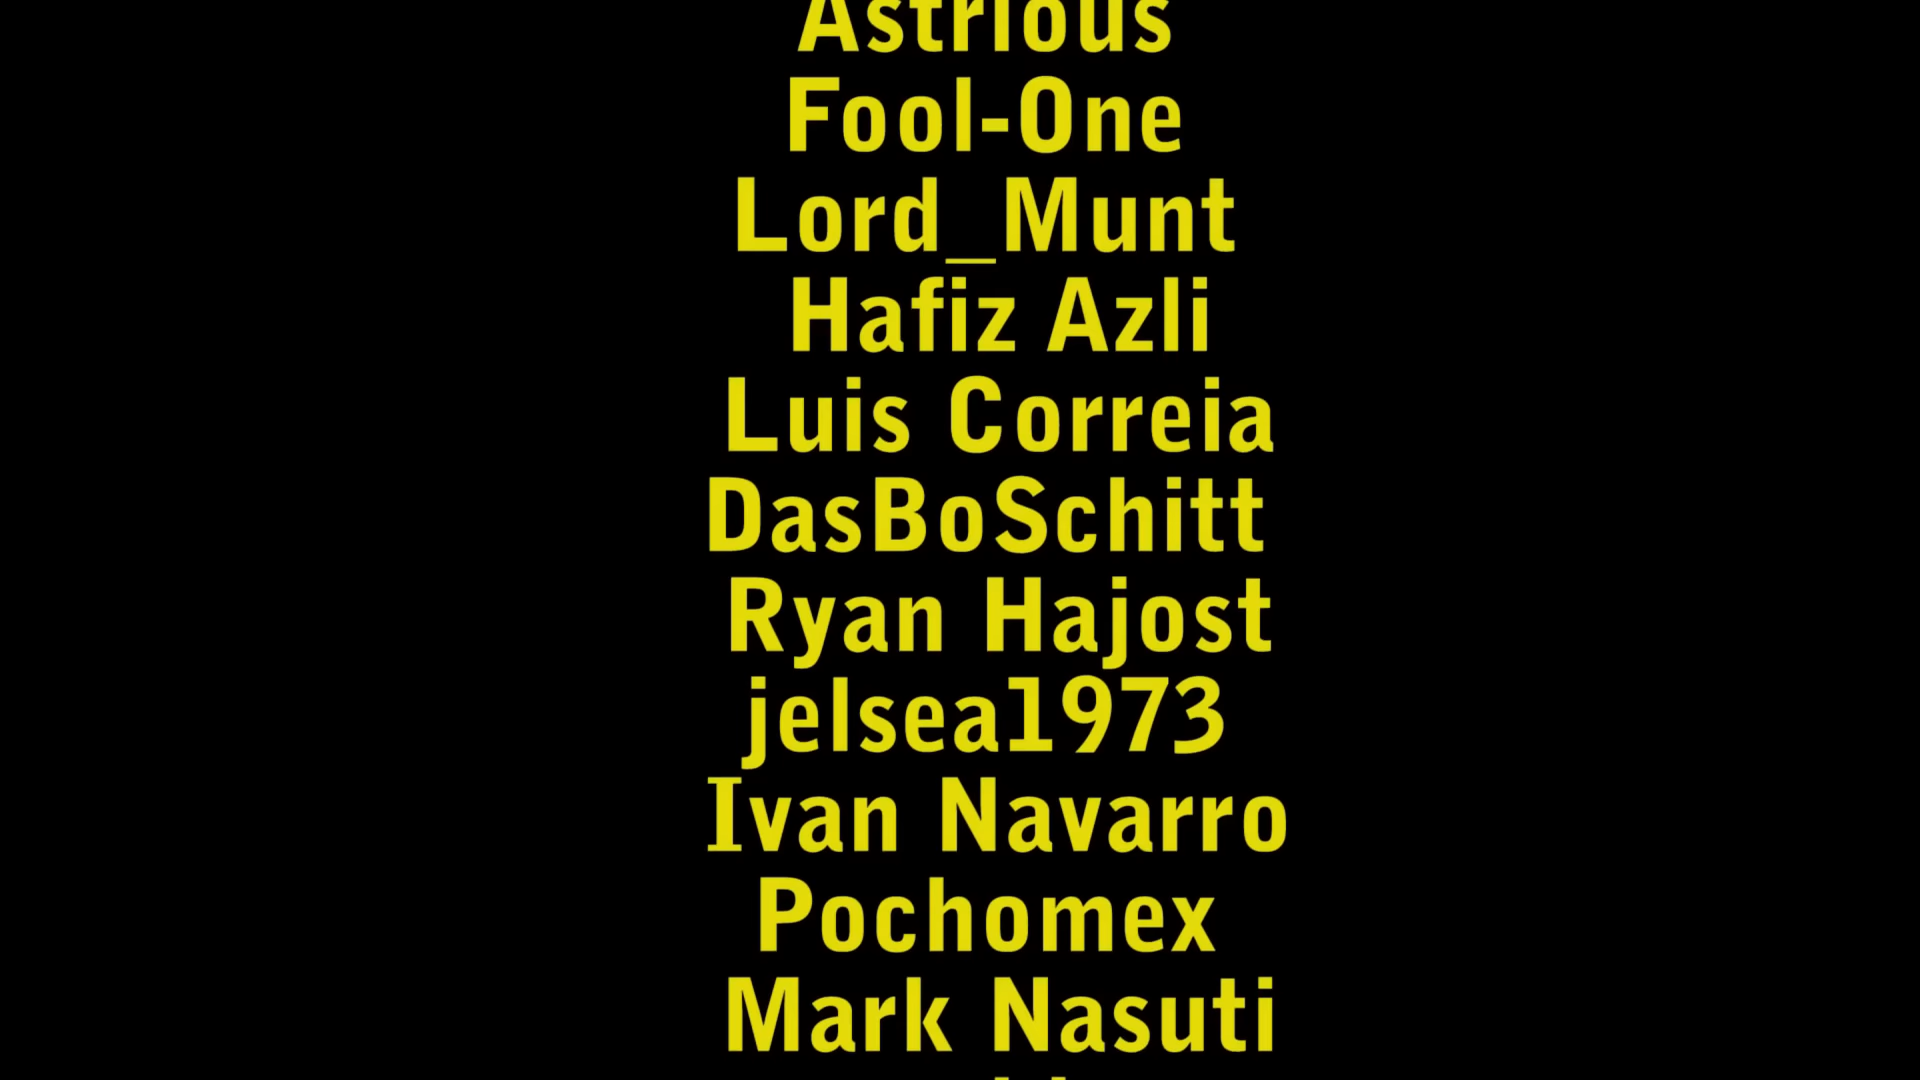 Astrious
Fool-One
Lord_Munt
Hafiz Azli
Luis Correia
DasBoSchitt
Ryan Hajost
jelsea1973
Ivan Navarro
Pochomex
Mark Nasuti